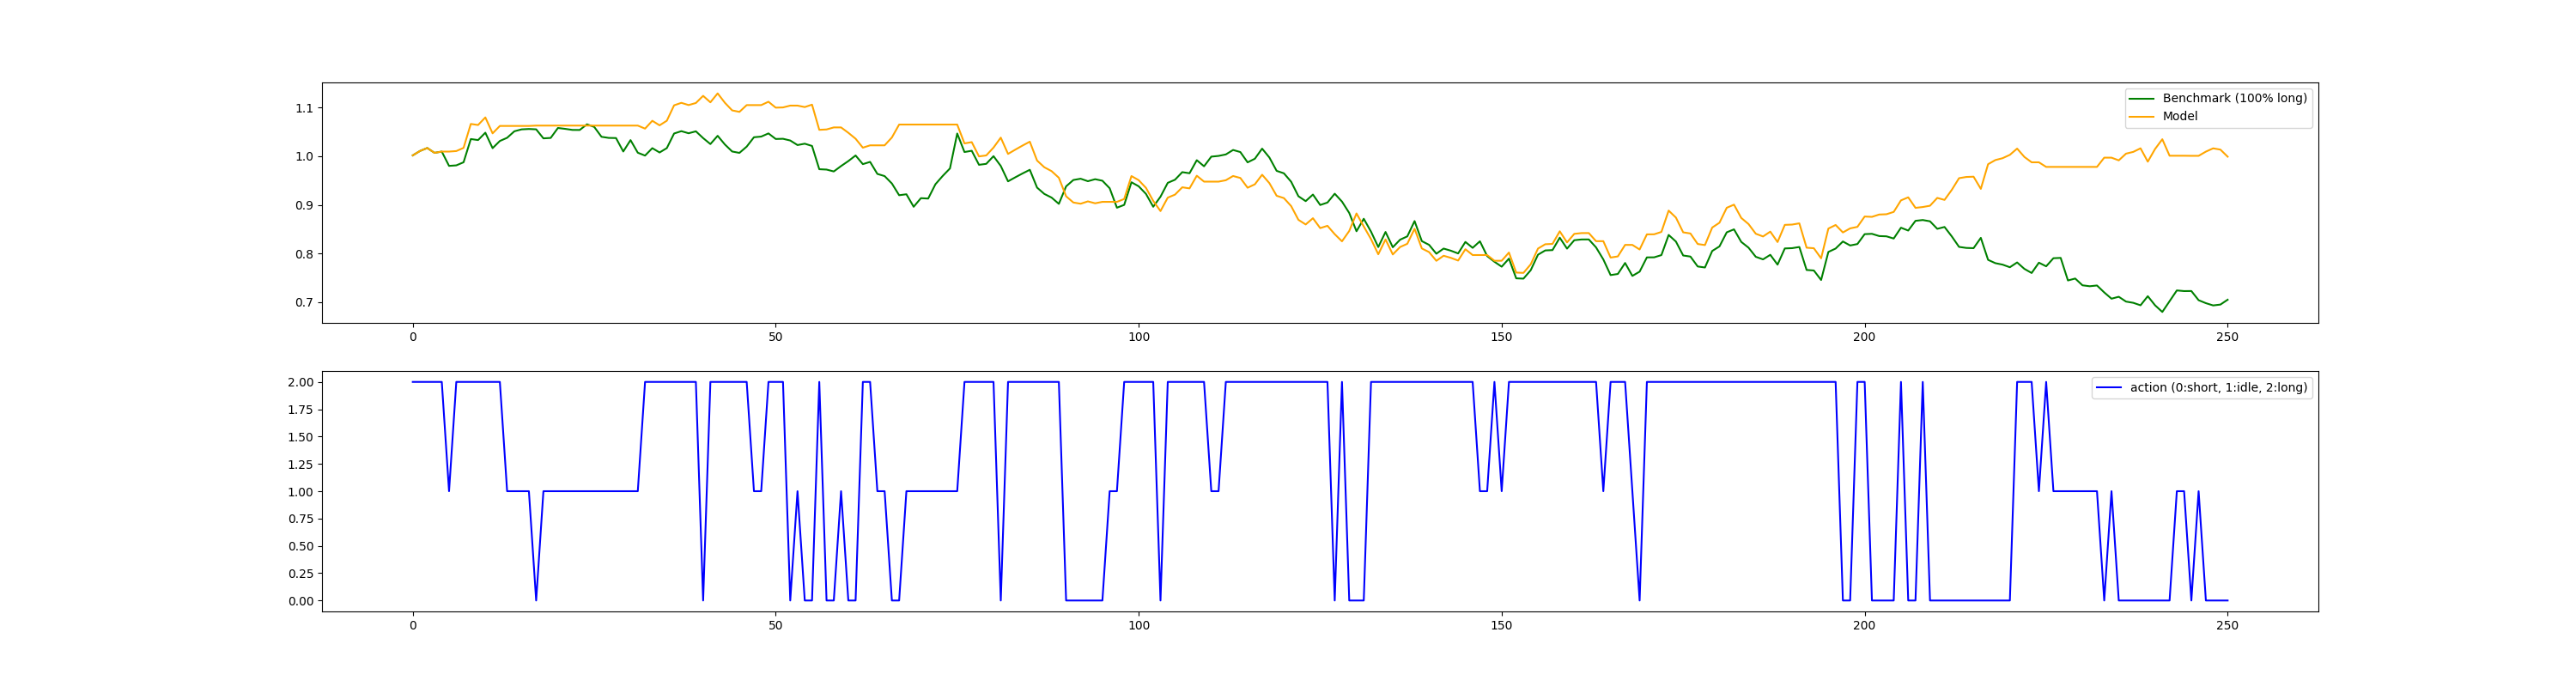 1.1
1.0
0.9
0.8
0.7
Benchmark (100% long)
Model
0 50 100 150 200 250
2.00
1.75
1.50
1.25
1.00
0.75
0.50
0.25
0.00
action (0:short, 1:idle, 2:long)
0 50 100 150 200 250